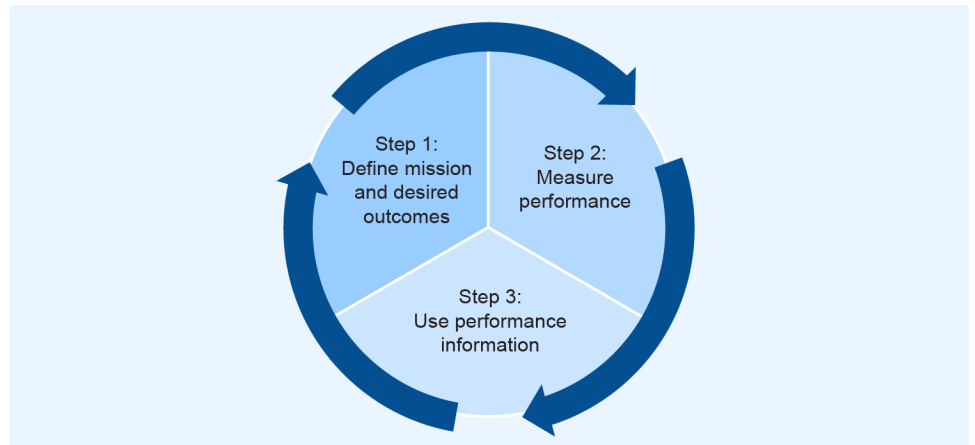 Step 1:
Define mission
and desired
outcomes
Step 2:
Measure
performance
Step 3:
Use performance
information